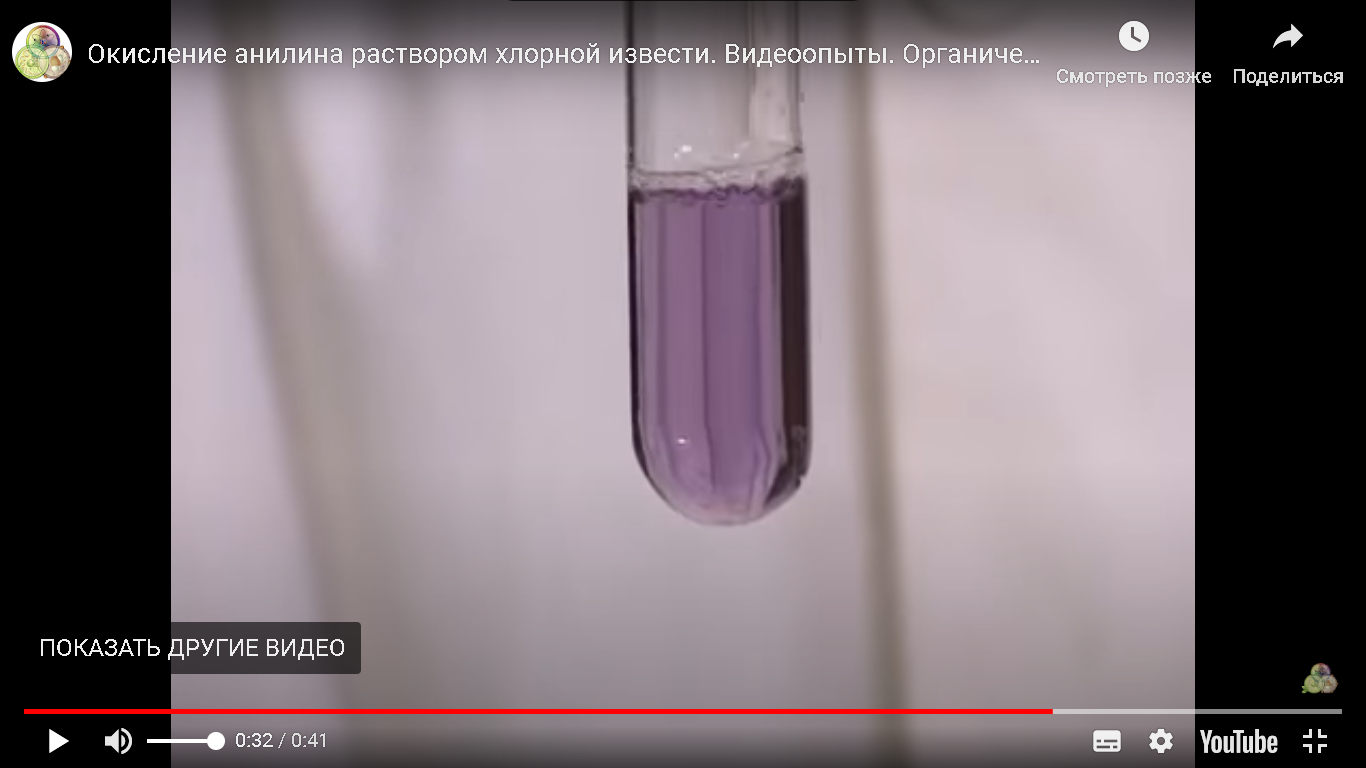 Окисление анилина раствором хлорной извести. Видеоопыты. Органиче...
Смотреть позже
Поделиться
ПОКАЗАТЬ ДРУГИЕ ВИДЕО
0:32 / 0:41
YouTube